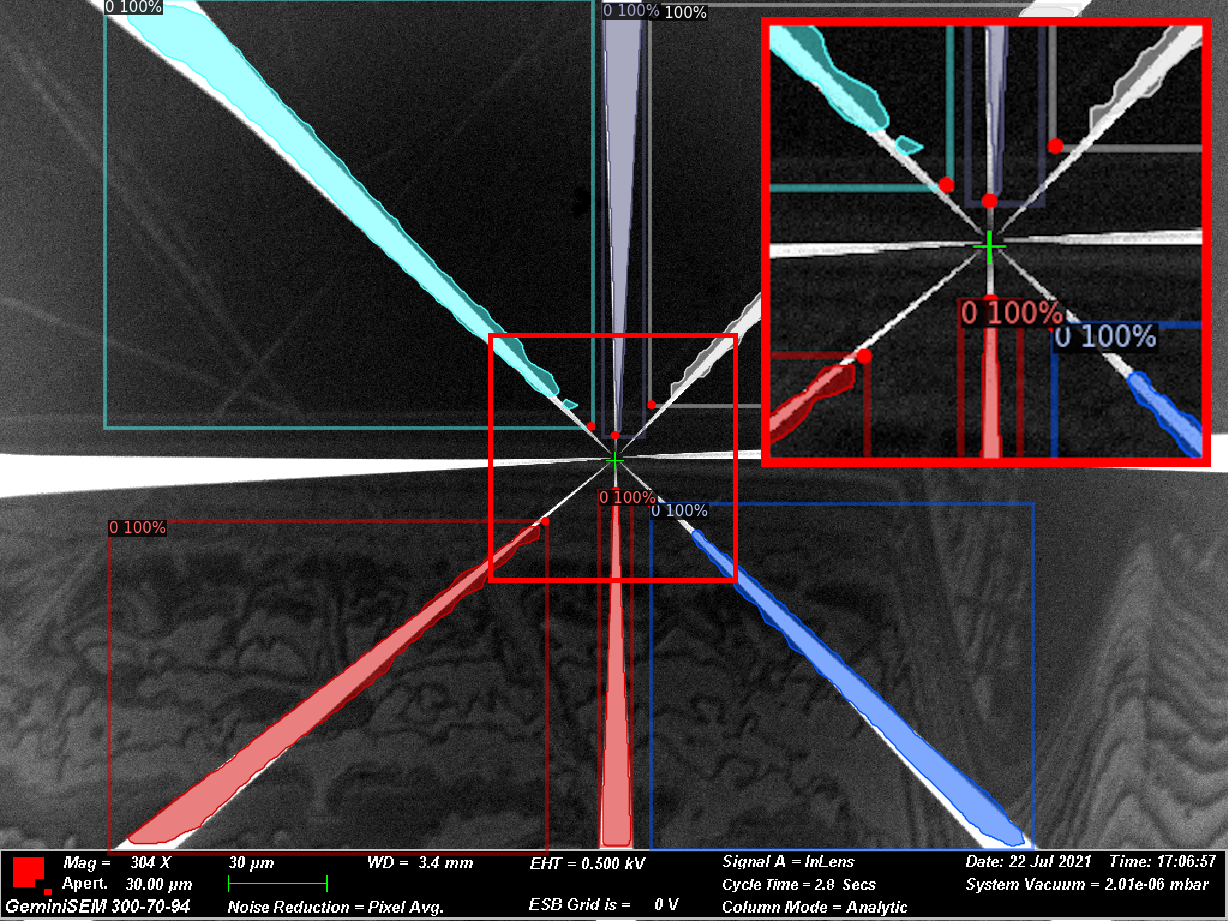 0 100%
0 100%
100%
0 100%
0 100%
0 100%
0 100%
0 100%
0 100%
Mag = 304 X
30 µm
WD = 3.4 mm
EHT = 0.500 kV
Signal A = InLens
Date: 22 Jul 2021
Time: 17:06:57
Apert. 30.00 µm
Cycle Time = 2.8 Secs
System Vacuum = 2.01e-06 mbar
GeminiSEM 300-70-94
Noise Reduction = Pixel Avg.
ESB Grid is = 0 V
Column Mode = Analytic